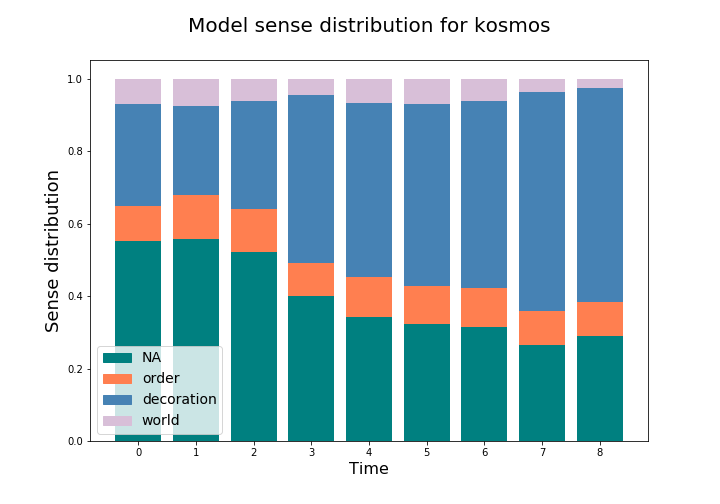 Model sense distribution for kosmos
Sense distribution
1.0
0.8
0.6
0.4
0.2
0.0
NA
order
decoration
world
0 1 2 3 4 5 6 7 8
Time